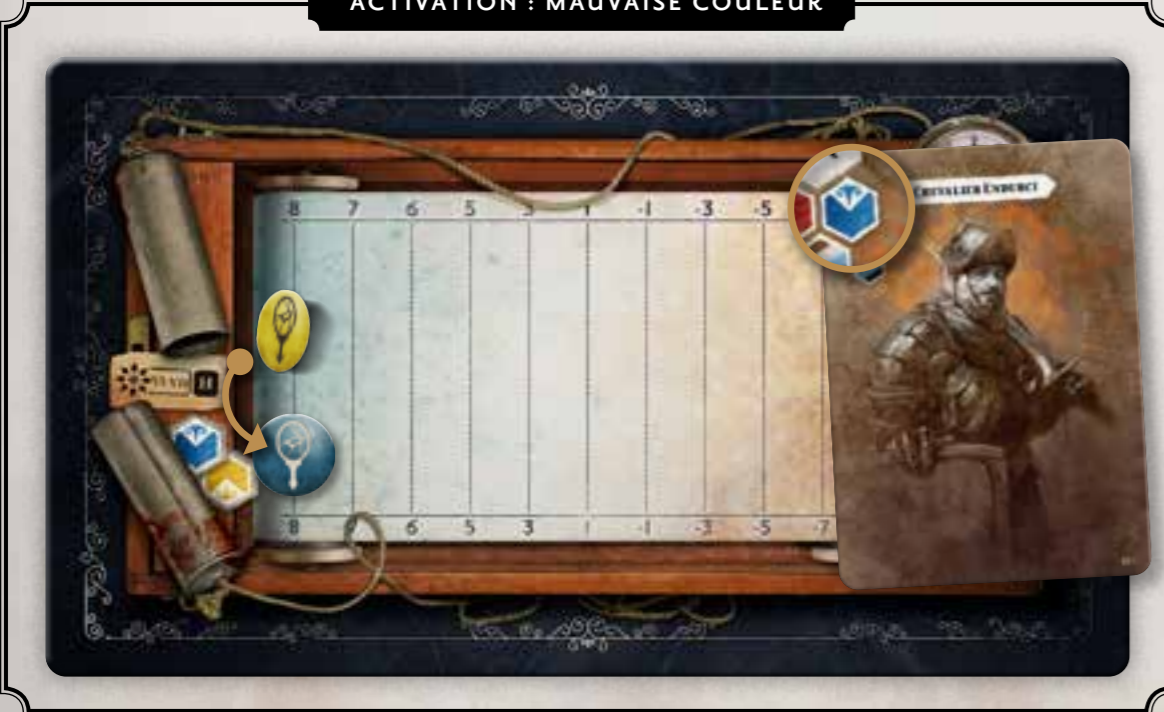 ACTIVATION : MAUVAISE COULEUR
CHEVALIER ENDURCI
8 7 6 5 3 1 -1 -3 -5
8 6 5 3 1 -1 -3 -5 -7